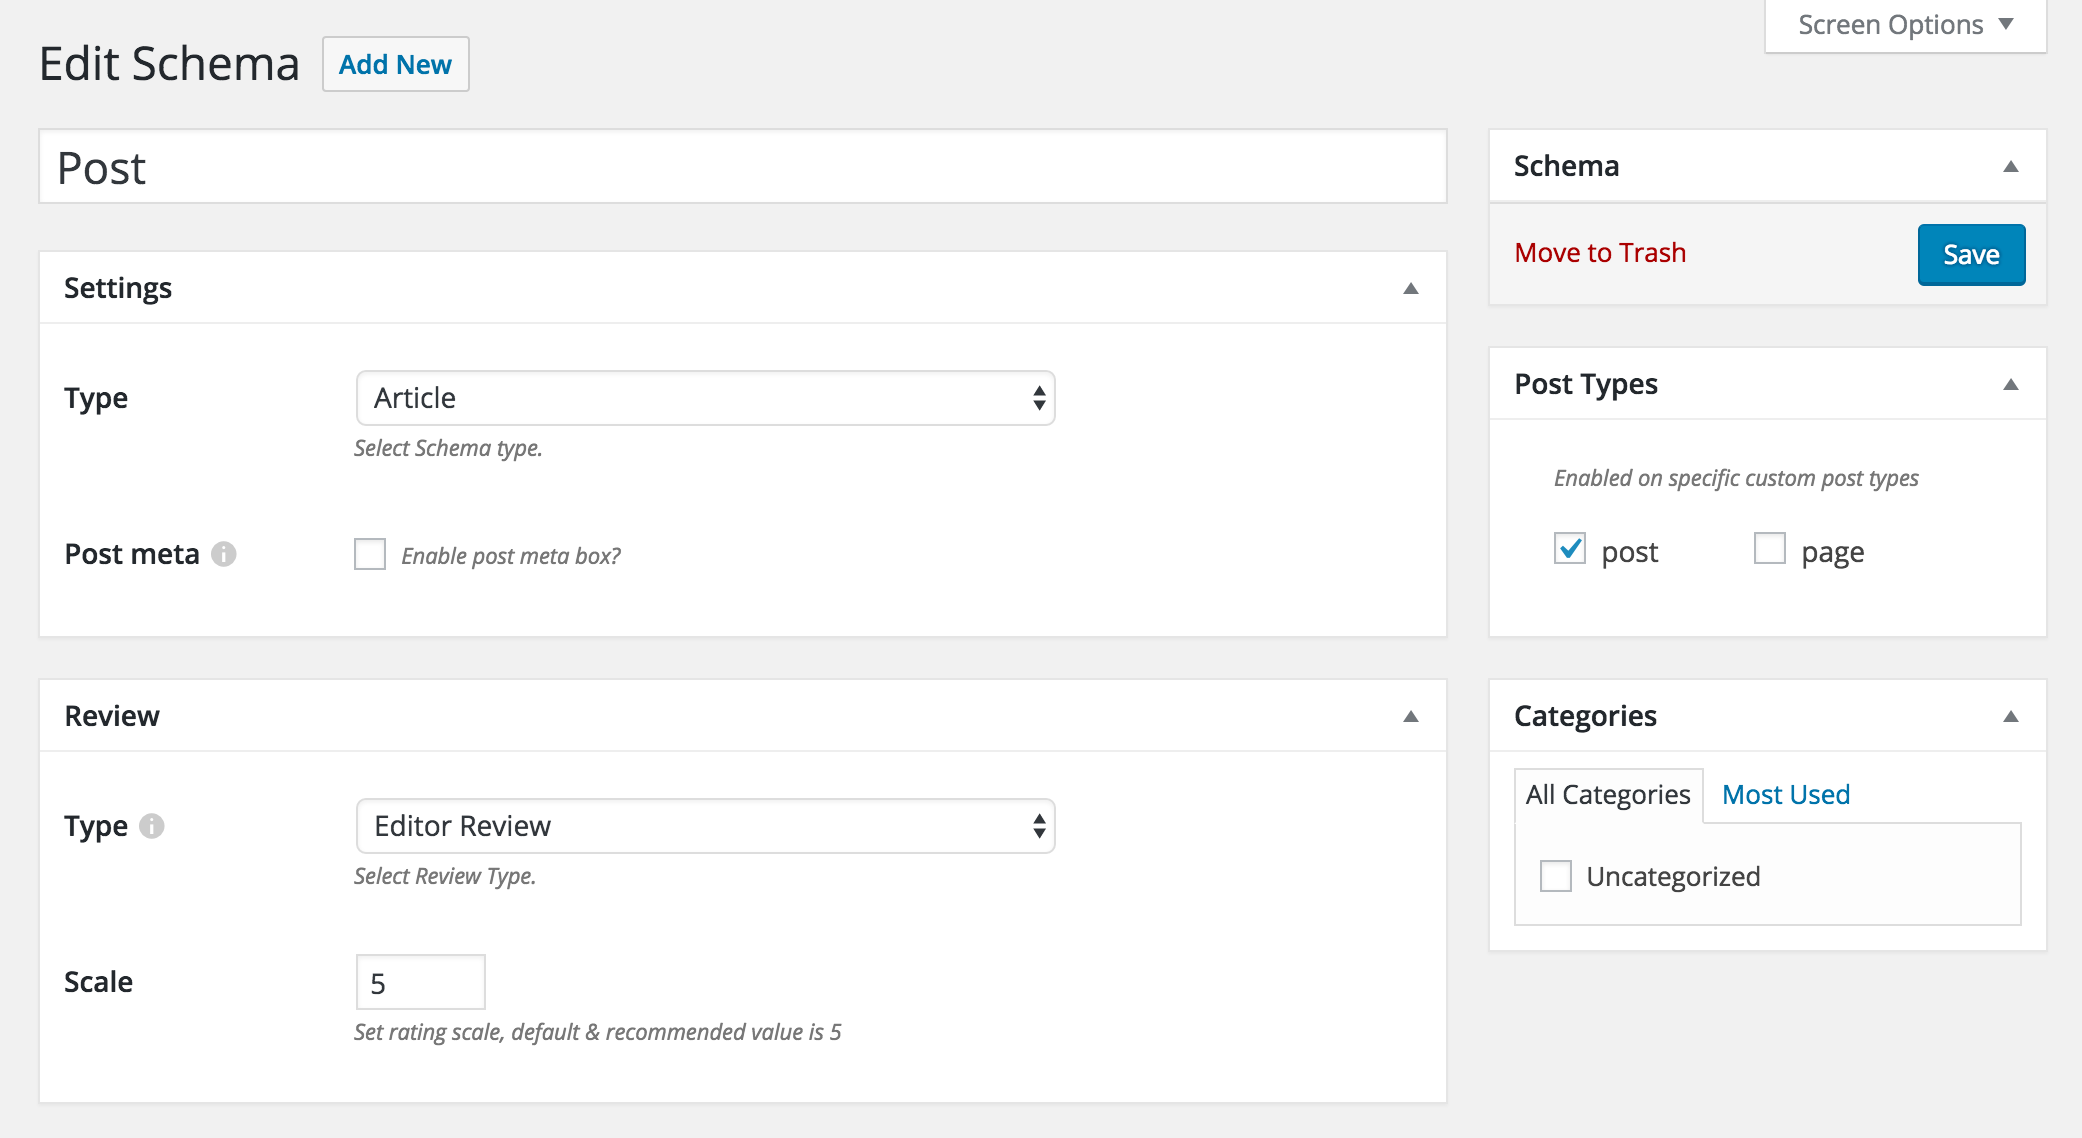 Screen Options
Edit Schema
Add New
Post
Settings
Type
Article
Select Schema type.
Post meta
Enable post meta box?
Review
Type
Editor Review
Select Review Type.
Scale
5
Set rating scale, default & recommended value is 5
Schema
Move to Trash
Save
Post Types
Enabled on specific custom post types
post
page
Categories
All Categories
Most Used
Uncategorized